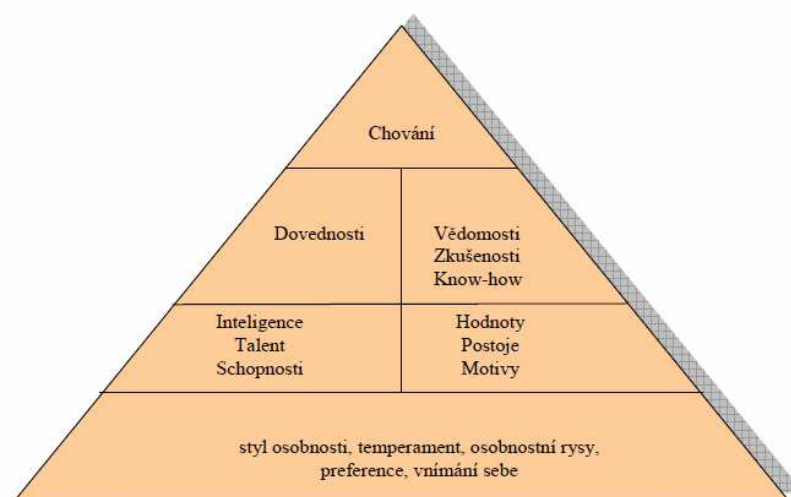 Chování
Dovednosti
Vědomosti
Zkušenosti
Know-how
Inteligence
Talent
Schopnosti
Hodnoty
Postoje
Motivy
styl osobnosti, temperament, osobnostní rysy,
preference, vnímání sebe